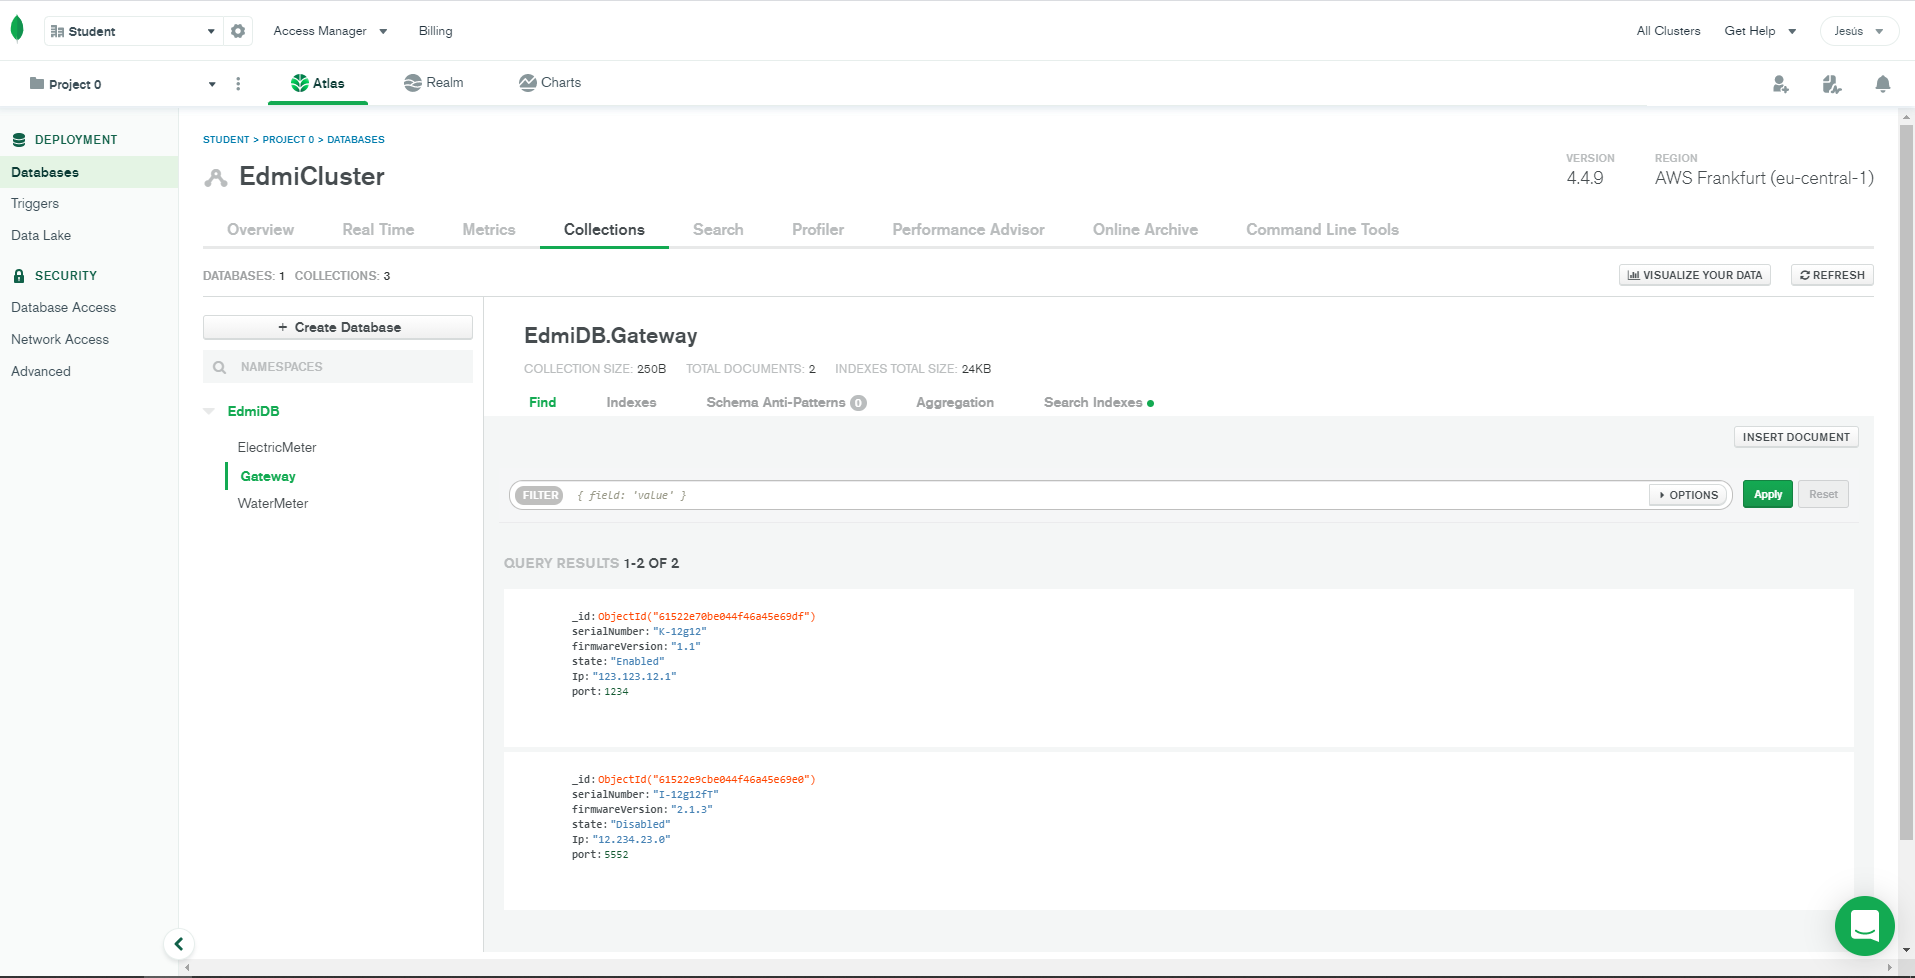 Student
Access Manager
Billing
All Clusters
Get Help
Jesús
Project 0
Atlas
Realm
Charts
DEPLOYMENT
Databases
Triggers
Data Lake
SECURITY
Database Access
Network Access
Advanced
STUDENT > PROJECT 0 > DATABASES
EdmiCluster
VERSION
4.4.9
REGION
AWS Frankfurt (eu-central-1)
Overview
Real Time
Metrics
Collections
Search
Profiler
Performance Advisor
Online Archive
Command Line Tools
DATABASES: 1 COLLECTIONS: 3
VISUALIZE YOUR DATA
REFRESH
+ Create Database
NAMESPACES
EdmiDB
ElectricMeter
Gateway
WaterMeter
EdmiDB.Gateway
COLLECTION SIZE: 250B TOTAL DOCUMENTS: 2 INDEXES TOTAL SIZE: 24KB
Find
Indexes
Schema Anti-Patterns 0
Aggregation
Search Indexes
INSERT DOCUMENT
FILTER { field: 'value' }
OPTIONS
Apply
Reset
QUERY RESULTS 1-2 OF 2
_id: ObjectId("61522e70be044f46a45e69df")
serialNumber: "K-12g12"
firmwareVersion: "1.1"
state: "Enabled"
Ip: "123.123.12.1"
port: 1234
_id: ObjectId("61522e9cbe044f46a45e69e0")
serialNumber: "I-12g12fT"
firmwareVersion: "2.1.3"
state: "Disabled"
Ip: "12.234.23.0"
port: 5552